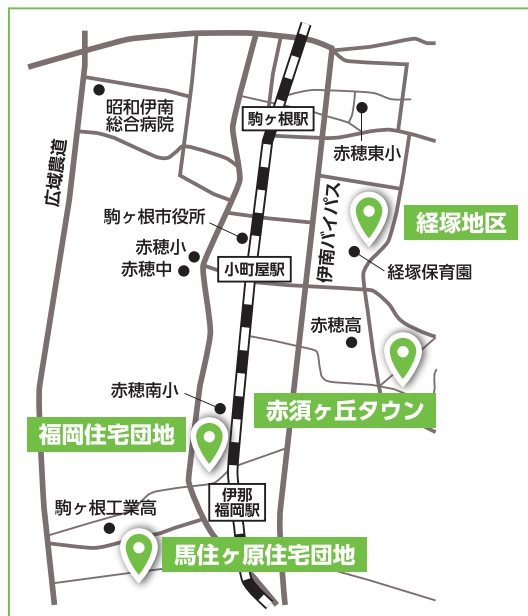 昭和伊南
総合病院
駒ヶ根駅
赤穂東小
広域農道
伊南バイパス
駒ヶ根市役所
経塚地区
赤穂小
赤穂中
小町屋駅
経塚保育園
赤穂高
赤穂南小
赤須ヶ丘タウン
福岡住宅団地
伊那
福岡駅
駒ヶ根工業高
馬住ヶ原住宅団地